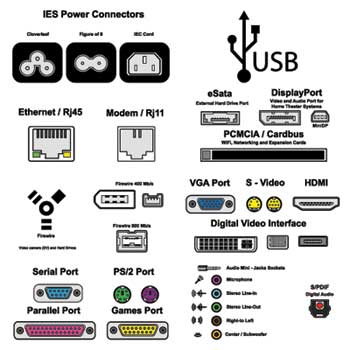 IES Power Connectors
Cloverleaf
Figure of 8
IEC Cord
USB
eSata
External Hard Drive Port
DisplayPort
Video and Audio Port for
Home Theater Systems
MiniDP
Ethernet / Rj45
Modem / Rj11
PCMCIA / Cardbus
WiFi, Networking and Expansion Cards
Firewire 400 Mb/s
VGA Port
S - Video
HDMI
Firewire
Video camera (DV) and Hard Drives
Firewire 800 Mb/s
Digital Video Interface
Serial Port
PS/2 Port
Parallel Port
Games Port
Audio Mini - Jacks Sockets
Microphone
Stereo Line-In
Stereo Line-Out
Right-to Left
Center / Subwoofer
S/PDIF
Digital Audio